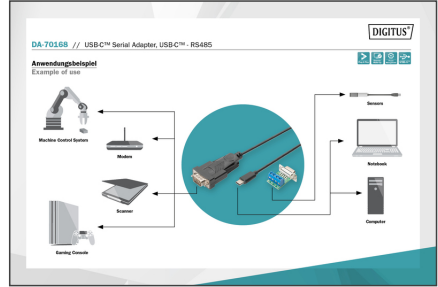 DIGITUS®
DA-70168 // USB-C™ Serial Adapter, USB-C™ - RS485
Anwendungsbeispiel
Example of use
Machine Control System
Modem
Scanner
Gaming Console
Sensors
Notebook
Computer